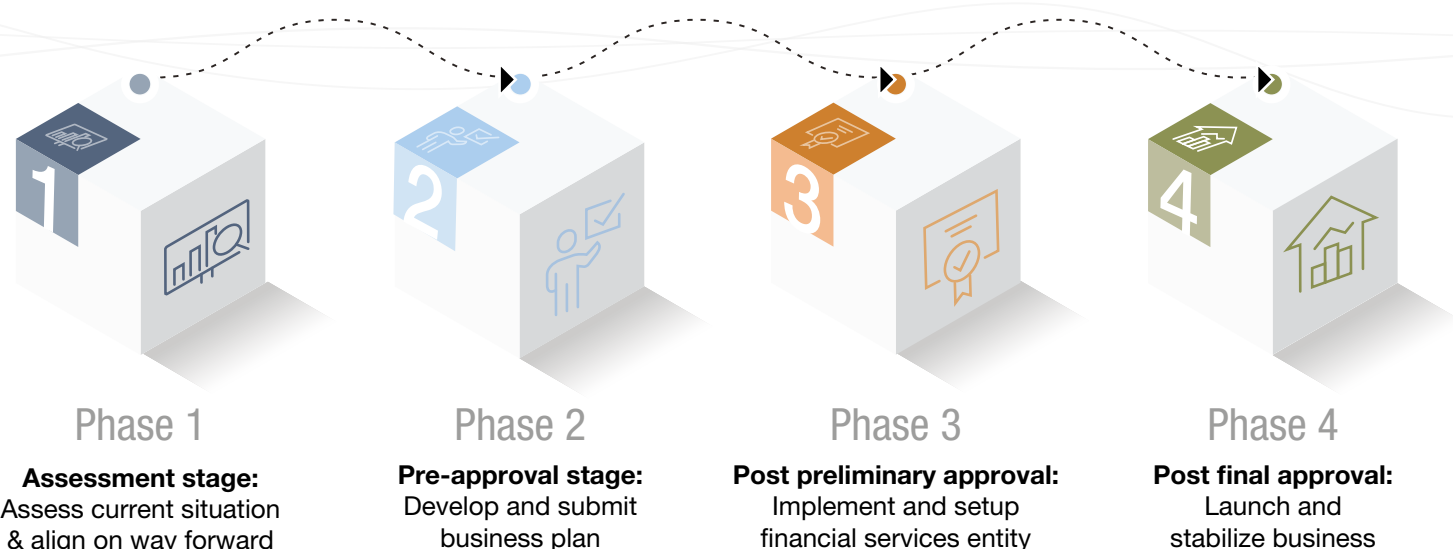 1
2
3
4
Phase 1
Assessment stage:
Assess current situation
& align on way forward
Phase 2
Pre-approval stage:
Develop and submit
business plan
Phase 3
Post preliminary approval:
Implement and setup
financial services entity
Phase 4
Post final approval:
Launch and
stabilize business